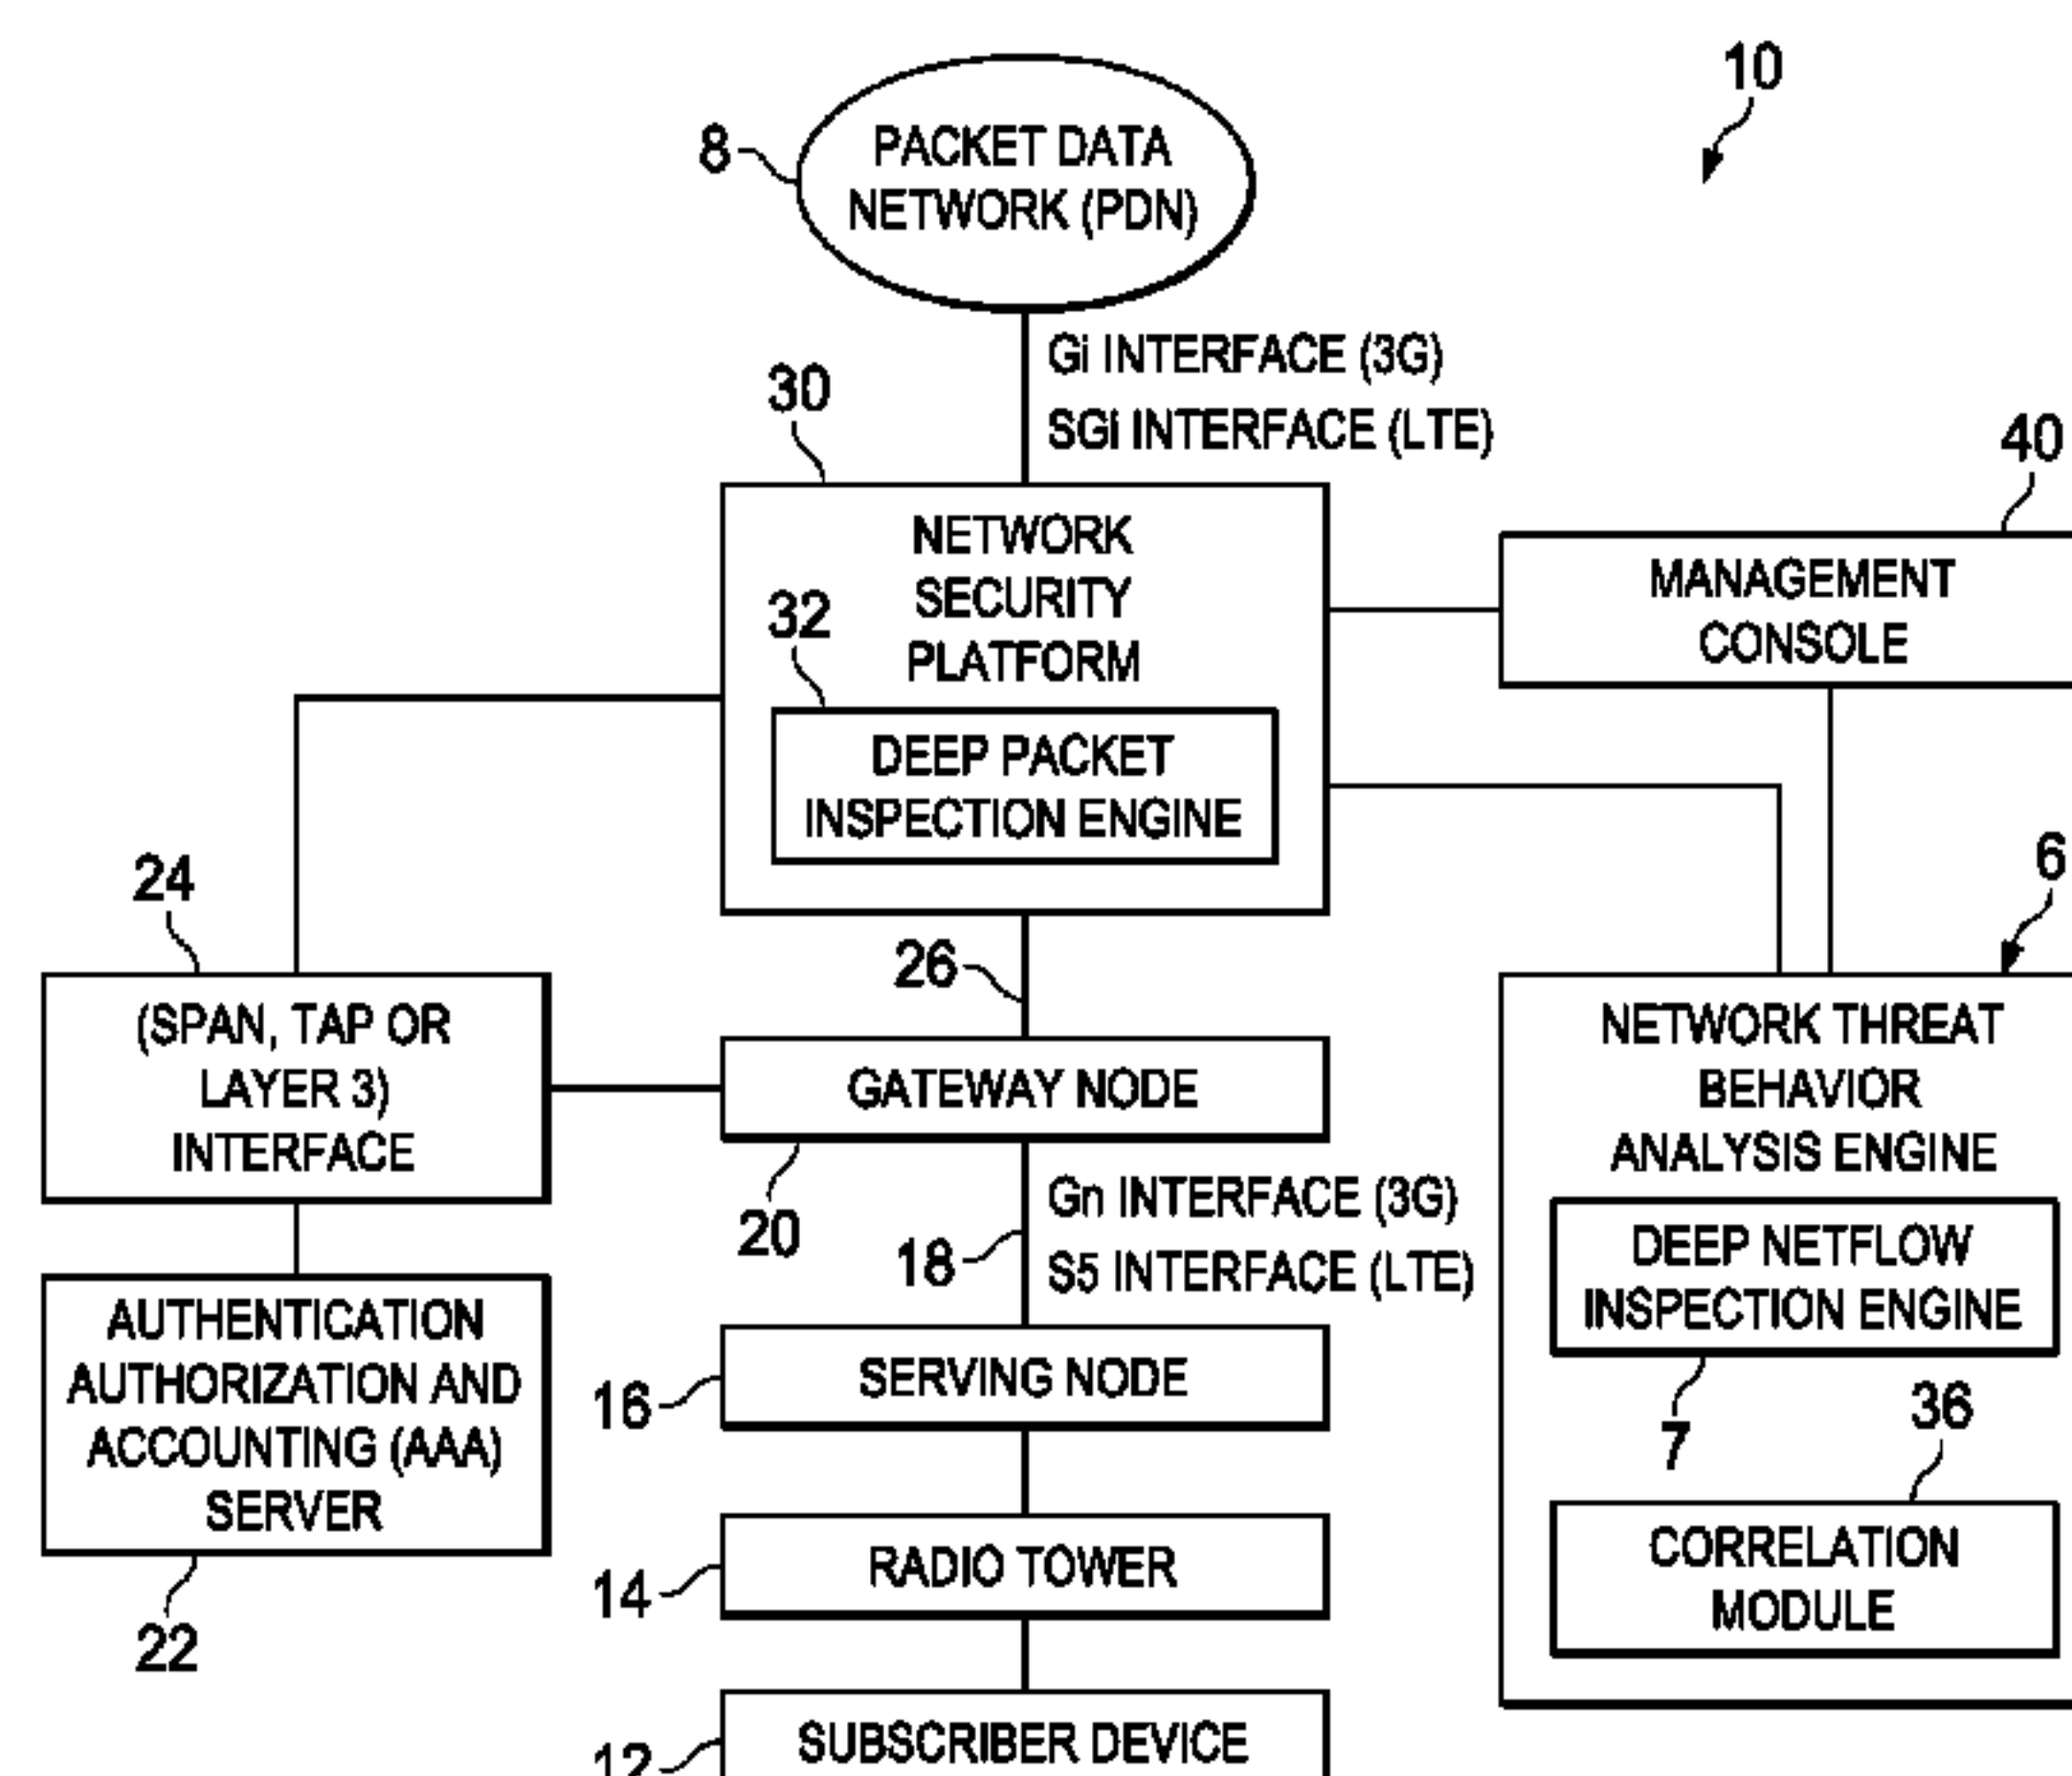 10
8
PACKET DATA
NETWORK (PDN)
Gi INTERFACE (3G)
SGi INTERFACE (LTE)
30
NETWORK
SECURITY
PLATFORM
32
DEEP PACKET
INSPECTION ENGINE
40
MANAGEMENT
CONSOLE
24
(SPAN, TAP OR
LAYER 3)
INTERFACE
26
GATEWAY NODE
20
6
NETWORK THREAT
BEHAVIOR
ANALYSIS ENGINE
DEEP NETFLOW
INSPECTION ENGINE
7
36
CORRELATION
MODULE
18
Gn INTERFACE (3G)
S5 INTERFACE (LTE)
AUTHENTICATION
AUTHORIZATION AND
ACCOUNTING (AAA)
SERVER
22
16
SERVING NODE
14
RADIO TOWER
12
SUBSCRIBER DEVICE